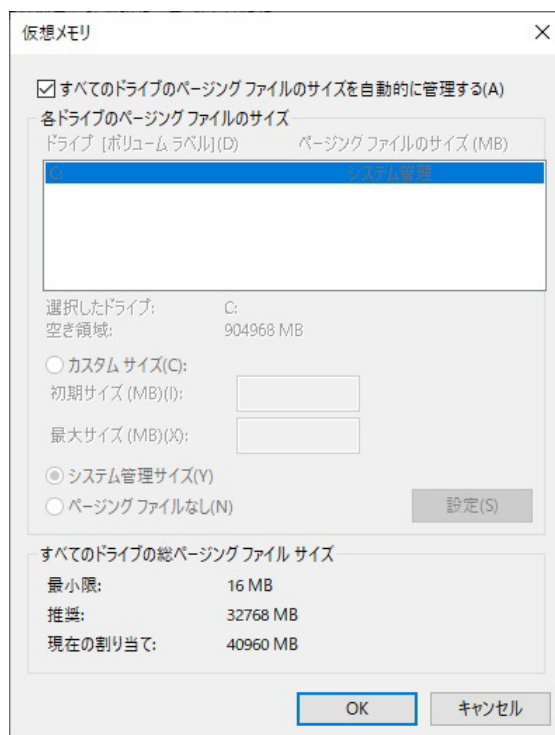 仮想メモリ
すべてのドライブのページング ファイルのサイズを自動的に管理する(A)
各ドライブのページング ファイルのサイズ
ドライブ [ボリューム ラベル](D) ページング ファイルのサイズ (MB)
C: システム管理
選択したドライブ: C:
空き領域: 904968 MB
カスタム サイズ(C):
初期サイズ (MB)(I):
最大サイズ (MB)(X):
システム管理サイズ(Y)
ページング ファイルなし(N) 設定(S)
すべてのドライブの総ページング ファイル サイズ
最小限: 16 MB
推奨: 32768 MB
現在の割り当て: 40960 MB
OK キャンセル